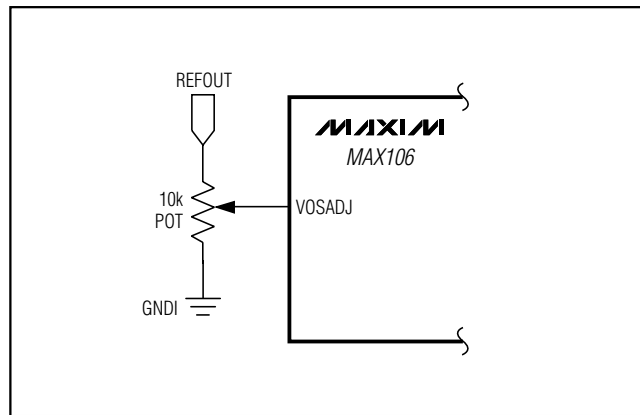 REFOUT
MAXIM
MAX106
10k
POT
VOSADJ
GNDI